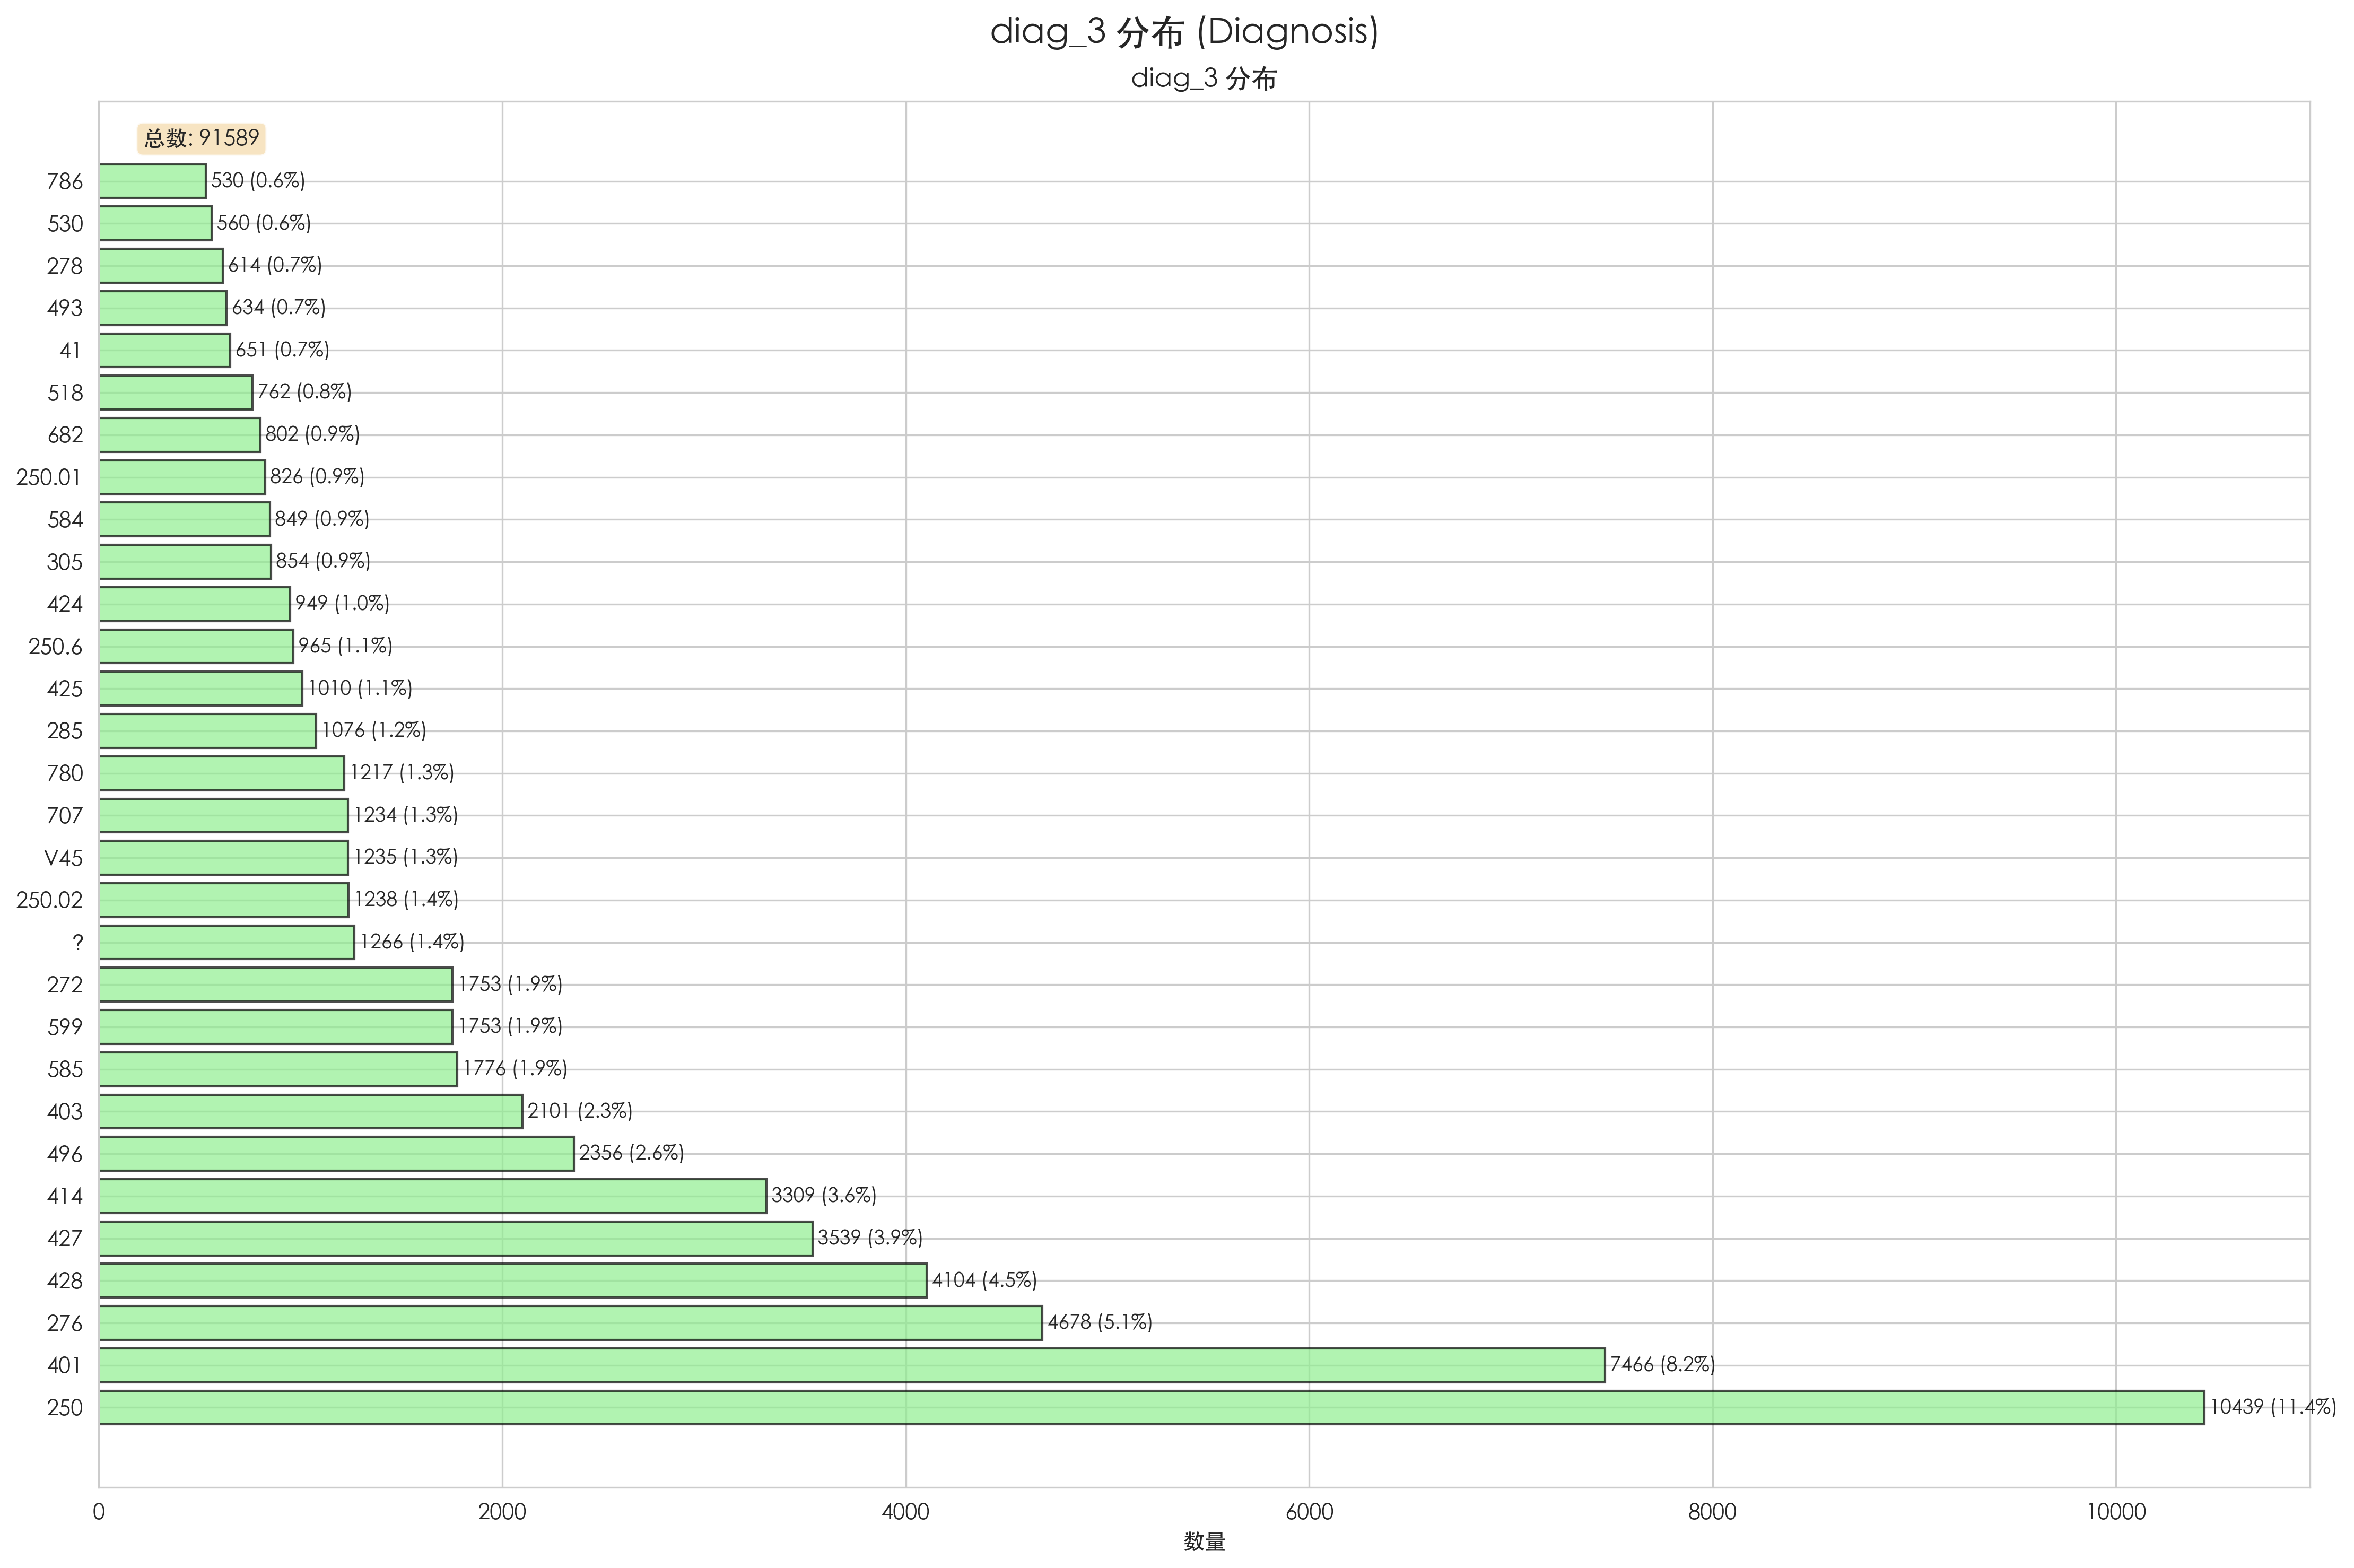 diag_3 分布 (Diagnosis)
diag_3 分布
总数: 91589
786 530 (0.6%)
530 560 (0.6%)
278 614 (0.7%)
493 634 (0.7%)
41 651 (0.7%)
518 762 (0.8%)
682 802 (0.9%)
250.01 826 (0.9%)
584 849 (0.9%)
305 854 (0.9%)
424 949 (1.0%)
250.6 965 (1.1%)
425 1010 (1.1%)
285 1076 (1.2%)
780 1217 (1.3%)
707 1234 (1.3%)
V45 1235 (1.3%)
250.02 1238 (1.4%)
? 1266 (1.4%)
272 1753 (1.9%)
599 1753 (1.9%)
585 1776 (1.9%)
403 2101 (2.3%)
496 2356 (2.6%)
414 3309 (3.6%)
427 3539 (3.9%)
428 4104 (4.5%)
276 4678 (5.1%)
401 7466 (8.2%)
250 10439 (11.4%)
0 2000 4000 6000 8000 10000
数量